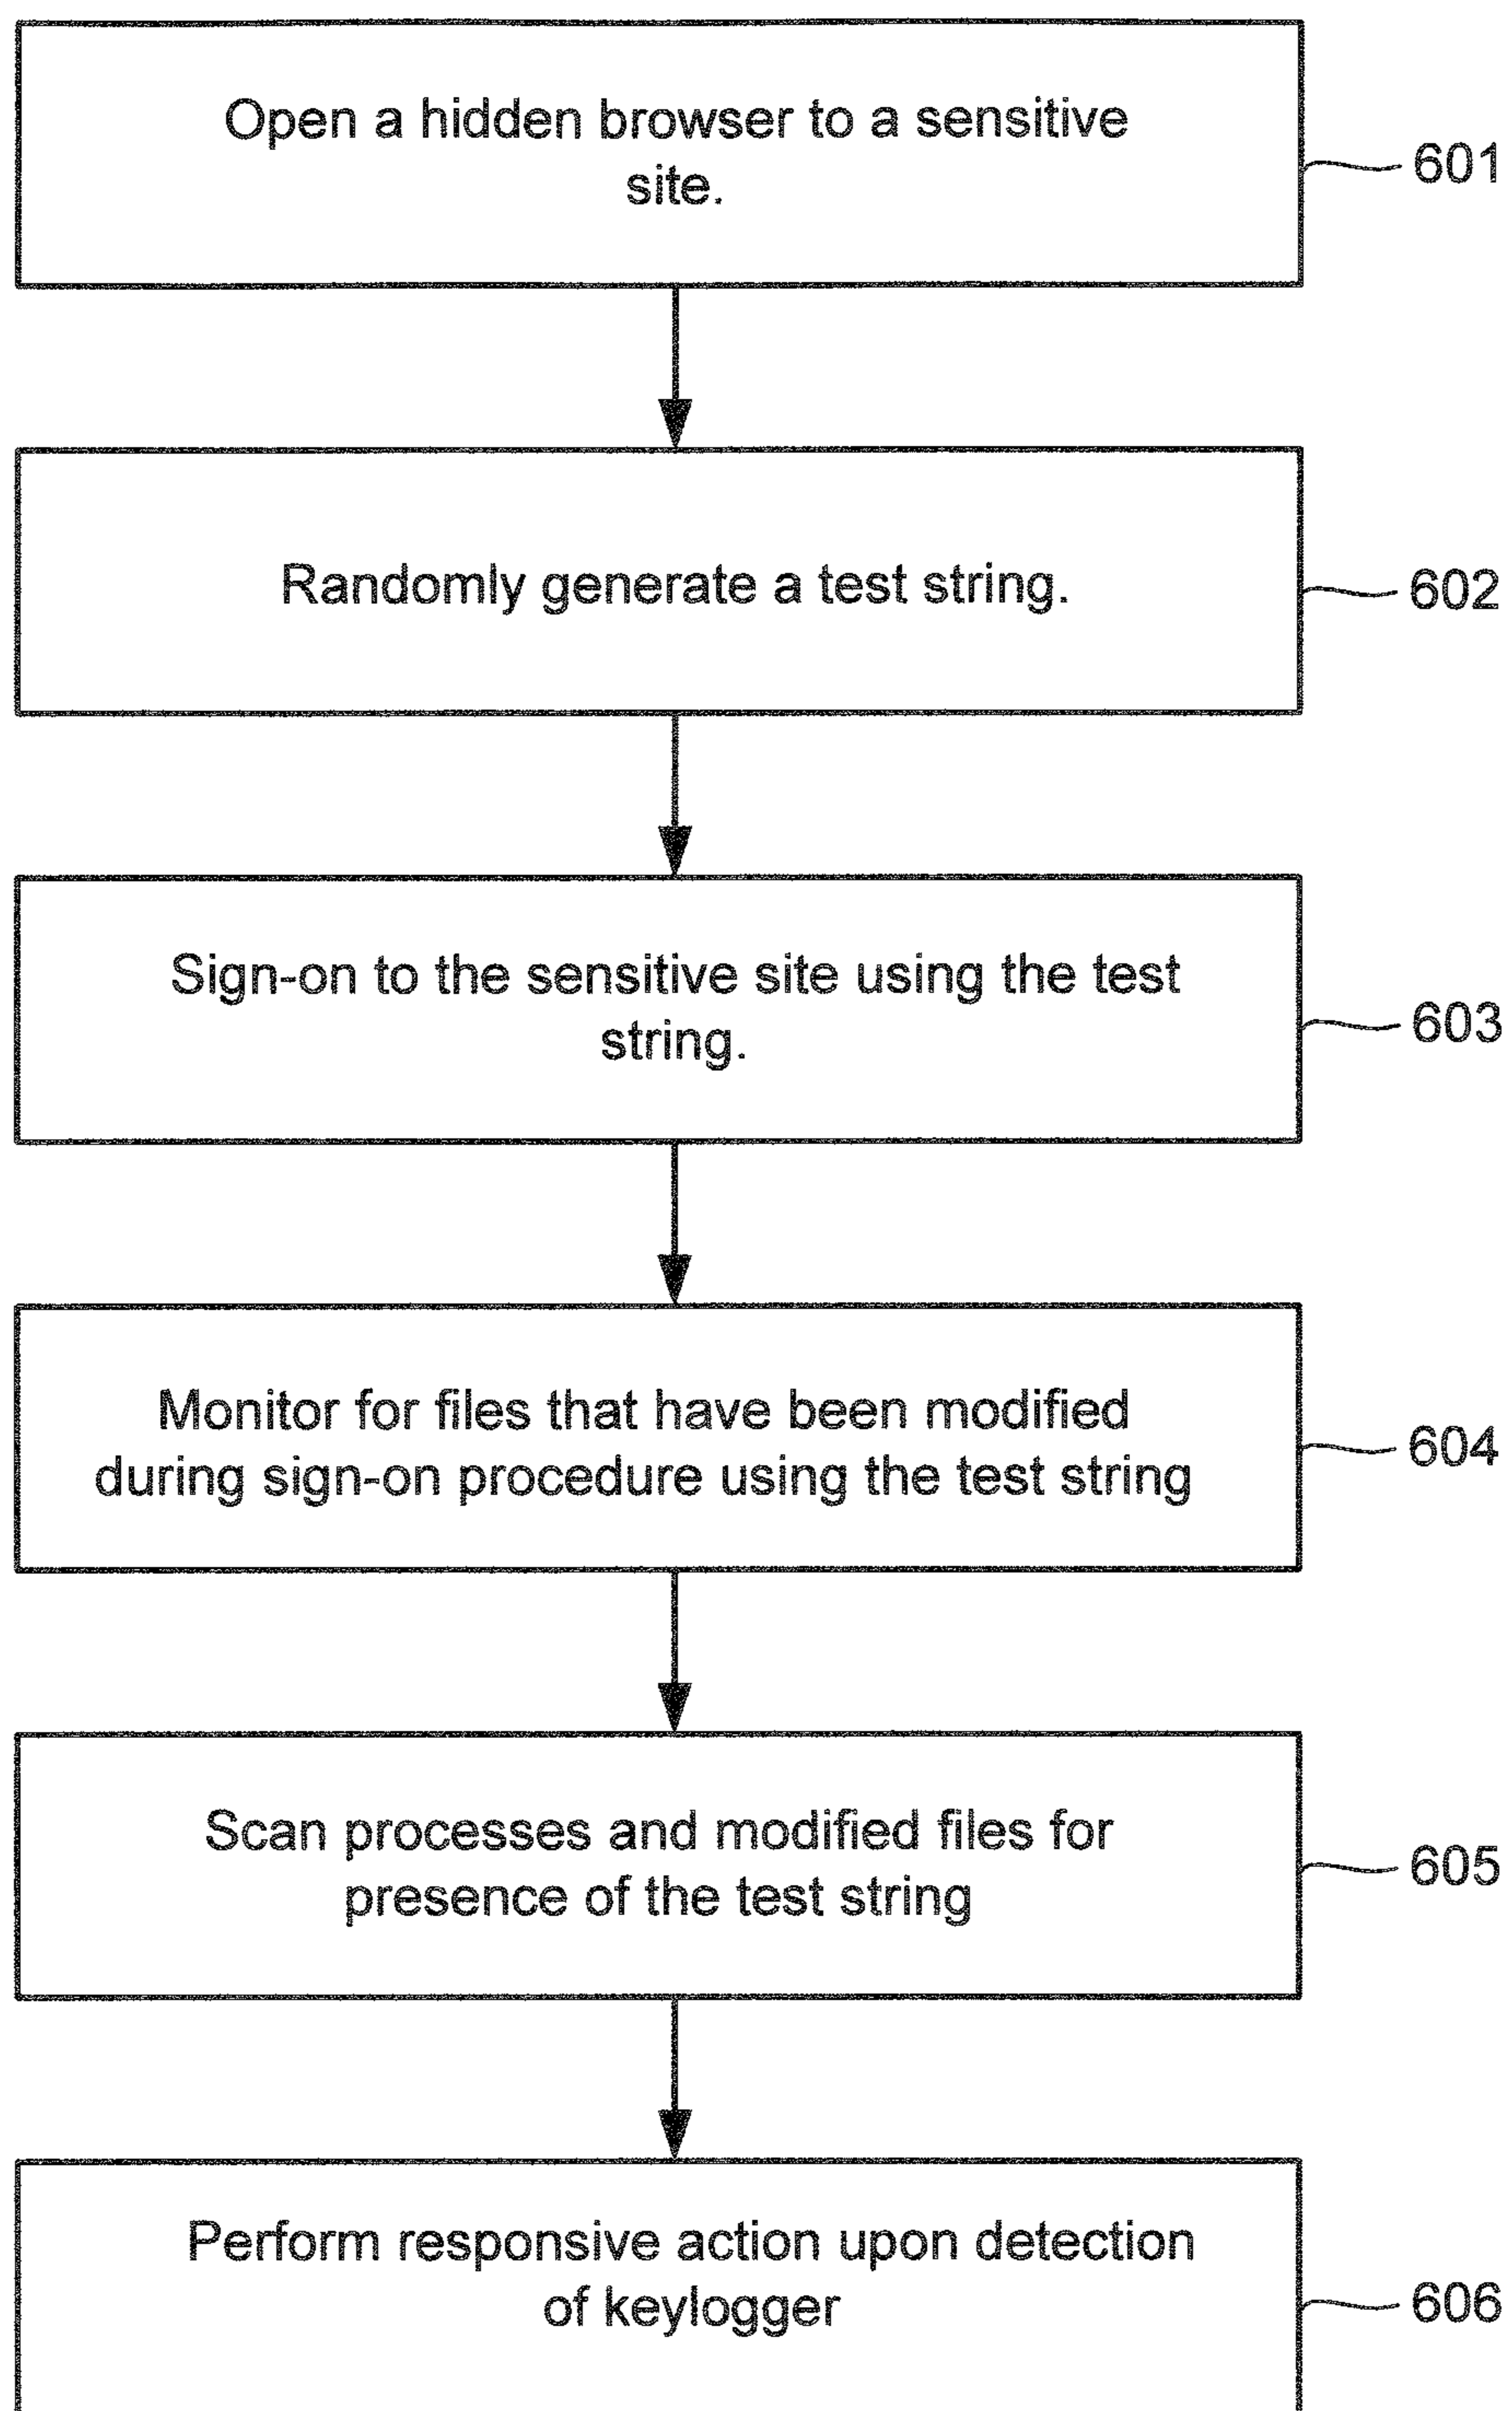 Open a hidden browser to a sensitive
site.
601
Randomly generate a test string.
602
Sign-on to the sensitive site using the test
string.
603
Monitor for files that have been modified
during sign-on procedure using the test string
604
Scan processes and modified files for
presence of the test string
605
Perform responsive action upon detection
of keylogger
606